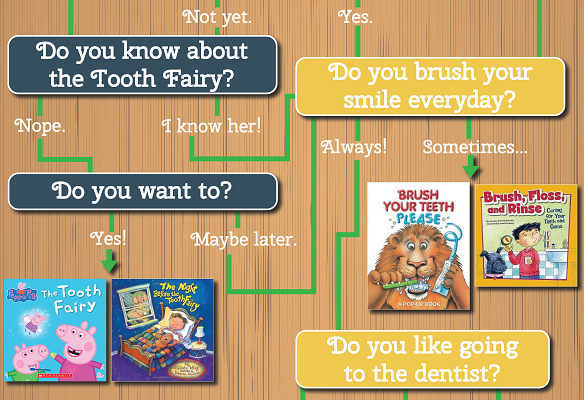 Not yet.
Yes.
Do you know about
the Tooth Fairy?
Do you brush your
smile everyday?
Nope.
I know her!
Always!
Sometimes...
Do you want to?
Yes!
Maybe later.
BRUSH
YOUR TEETH
PLEASE
A POP-UP BOOK
Brush, Floss,
and Rinse
Caring for
Your
Teeth and
Gums
Peppa Pig
The Tooth
Fairy
SCHOLASTIC
The Night
Before the
Tooth Fairy
Natasha Wing
Do you like going
to the dentist?